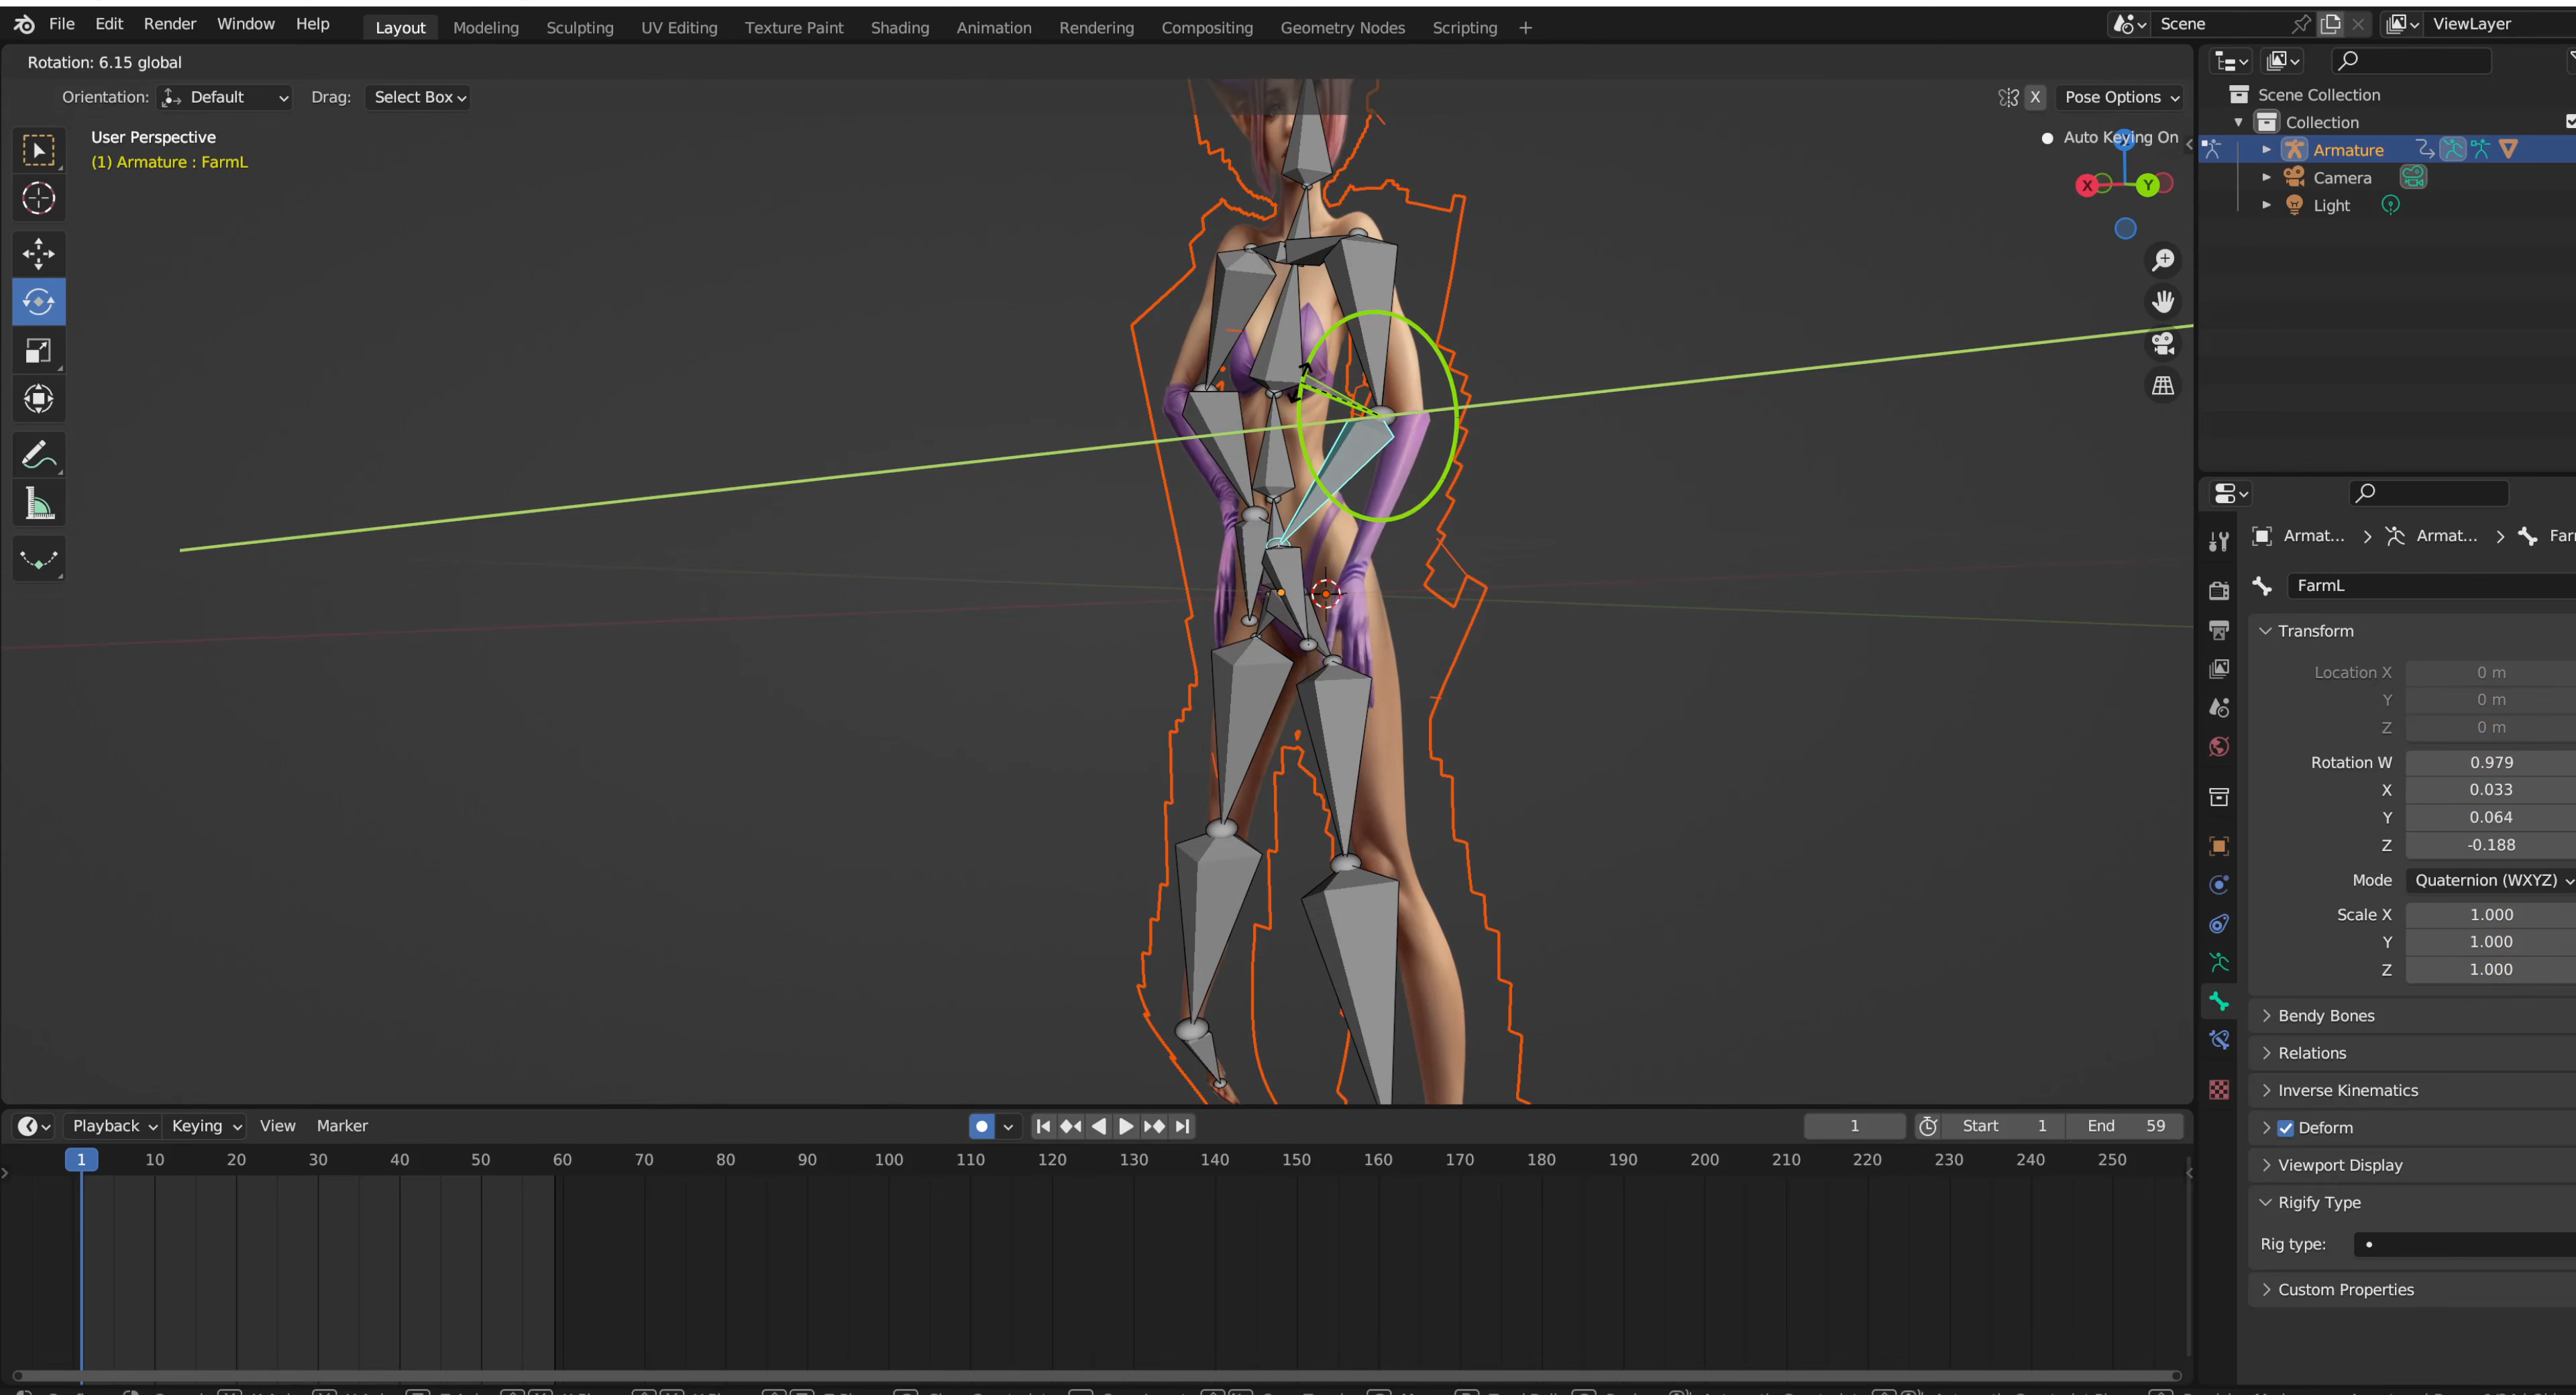 File Edit Render Window Help Layout Modeling Sculpting UV Editing Texture Paint Shading Animation Rendering Compositing Geometry Nodes Scripting + Scene ViewLayer
Rotation: 6.15 global
Orientation: Default Drag: Select Box X Pose Options
User Perspective
(1) Armature : FarmL
Auto Keying On
X Y
Scene Collection
Collection
Armature
Camera
Light
Armat... > Armat... >
FarmL
Transform
Location X 0 m
Y 0 m
Z 0 m
Rotation W 0.979
X 0.033
Y 0.064
Z -0.188
Mode Quaternion (WXYZ)
Scale X 1.000
Y 1.000
Z 1.000
Bendy Bones
Relations
Inverse Kinematics
Deform
Viewport Display
Rigify Type
Rig type:
Custom Properties
Playback Keying View Marker 1 Start 1 End 59
1 10 20 30 40 50 60 70 80 90 100 110 120 130 140 150 160 170 180 190 200 210 220 230 240 250